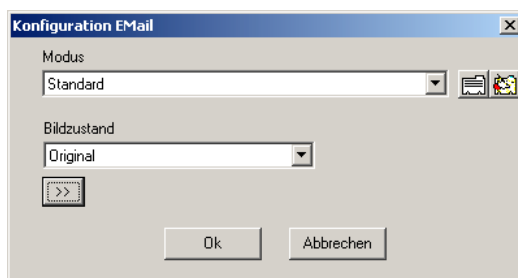 Konfiguration EMail
Modus
Standard
Bildzustand
Original
>>
Ok Abbrechen